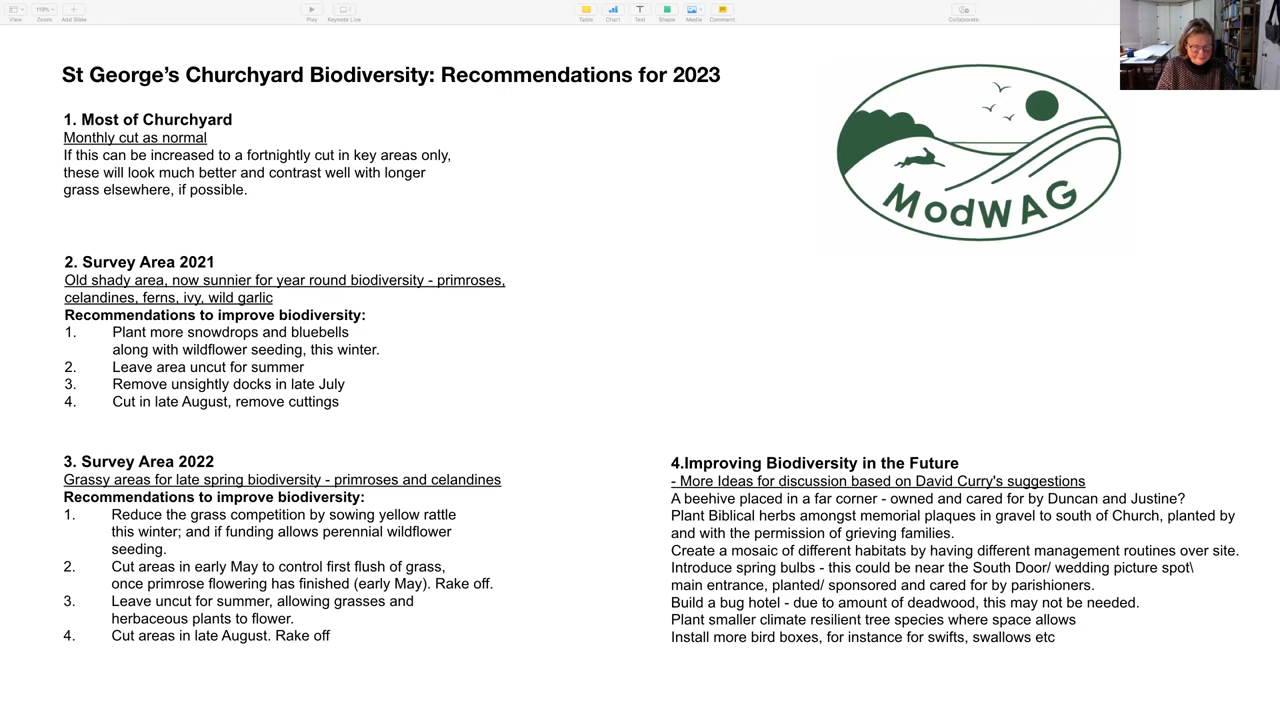 View
119%
Zoom
Add Slide
Play
Keynote Live
Table
Chart
Text
Shape
Media
Comment
Collaborate
St George's Churchyard Biodiversity: Recommendations for 2023
1. Most of Churchyard
Monthly cut as normal
If this can be increased to a fortnightly cut in key areas only,
these will look much better and contrast well with longer
grass elsewhere, if possible.
ModWAG
2. Survey Area 2021
Old shady area, now sunnier for year round biodiversity - primroses,
celandines, ferns, ivy, wild garlic
Recommendations to improve biodiversity:
1. Plant more snowdrops and bluebells
along with wildflower seeding, this winter.
2. Leave area uncut for summer
3. Remove unsightly docks in late July
4. Cut in late August, remove cuttings
3. Survey Area 2022
Grassy areas for late spring biodiversity - primroses and celandines
Recommendations to improve biodiversity:
1. Reduce the grass competition by sowing yellow rattle
this winter; and if funding allows perennial wildflower
seeding.
2. Cut areas in early May to control first flush of grass,
once primrose flowering has finished (early May). Rake off.
3. Leave uncut for summer, allowing grasses and
herbaceous plants to flower.
4. Cut areas in late August. Rake off
4.Improving Biodiversity in the Future
- More Ideas for discussion based on David Curry's suggestions
A beehive placed in a far corner - owned and cared for by Duncan and Justine?
Plant Biblical herbs amongst memorial plaques in gravel to south of Church, planted by
and with the permission of grieving families.
Create a mosaic of different habitats by having different management routines over site.
Introduce spring bulbs - this could be near the South Door/ wedding picture spot\
main entrance, planted/ sponsored and cared for by parishioners.
Build a bug hotel - due to amount of deadwood, this may not be needed.
Plant smaller climate resilient tree species where space allows
Install more bird boxes, for instance for swifts, swallows etc